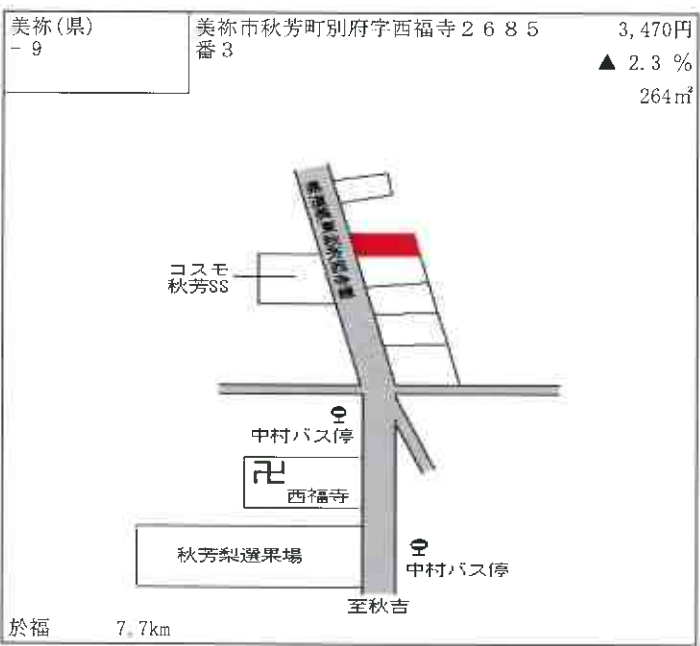 美祢(県)
- 9
美祢市秋芳町別府字西福寺2685
番3
3,470円
▲ 2.3 %
264㎡
コスモ
秋芳SS
中村バス停
卍
西福寺
秋芳梨選果場
中村バス停
至秋吉
於福 7.7km